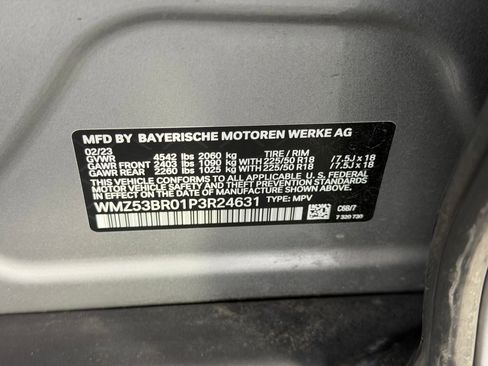 MFD BY BAYERISCHE MOTOREN WERKE AG
02/23 TIRE / RIM
GVWR 4542 lbs 2060 kg
GAWR FRONT 2403 lbs 1090 kg WITH 225/50 R18 /7.5J x 18
GAWR REAR 2260 lbs 1025 kg WITH 225/50 R18 /7.5J x 18
THIS VEHICLE CONFORMS TO ALL APPLICABLE U. S. FEDERAL
MOTOR VEHICLE SAFETY, BUMPER, AND THEFT PREVENTION
STANDARDS IN EFFECT ON THE DATE OF MANUFACTURE SHOWN ABOVE.
WMZ53BR01P3R24631 TYPE: MPV
C6B/7
7 320 730